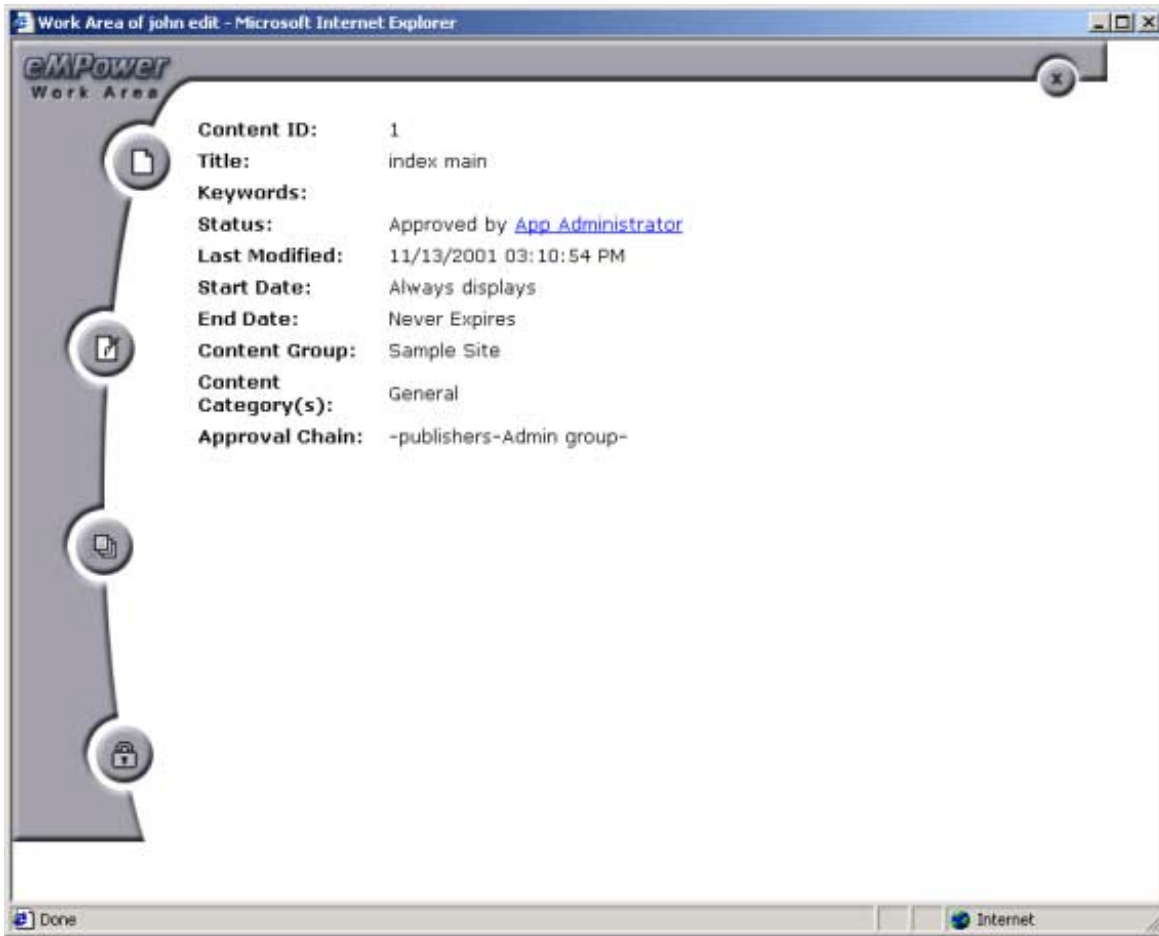 Work Area of john edit - Microsoft Internet Explorer
eMPower
Work Area
x
Content ID: 1
Title: index main
Keywords:
Status: Approved by App Administrator
Last Modified: 11/13/2001 03:10:54 PM
Start Date: Always displays
End Date: Never Expires
Content Group: Sample Site
Content
Category(s): General
Approval Chain: -publishers-Admin group-
Done Internet